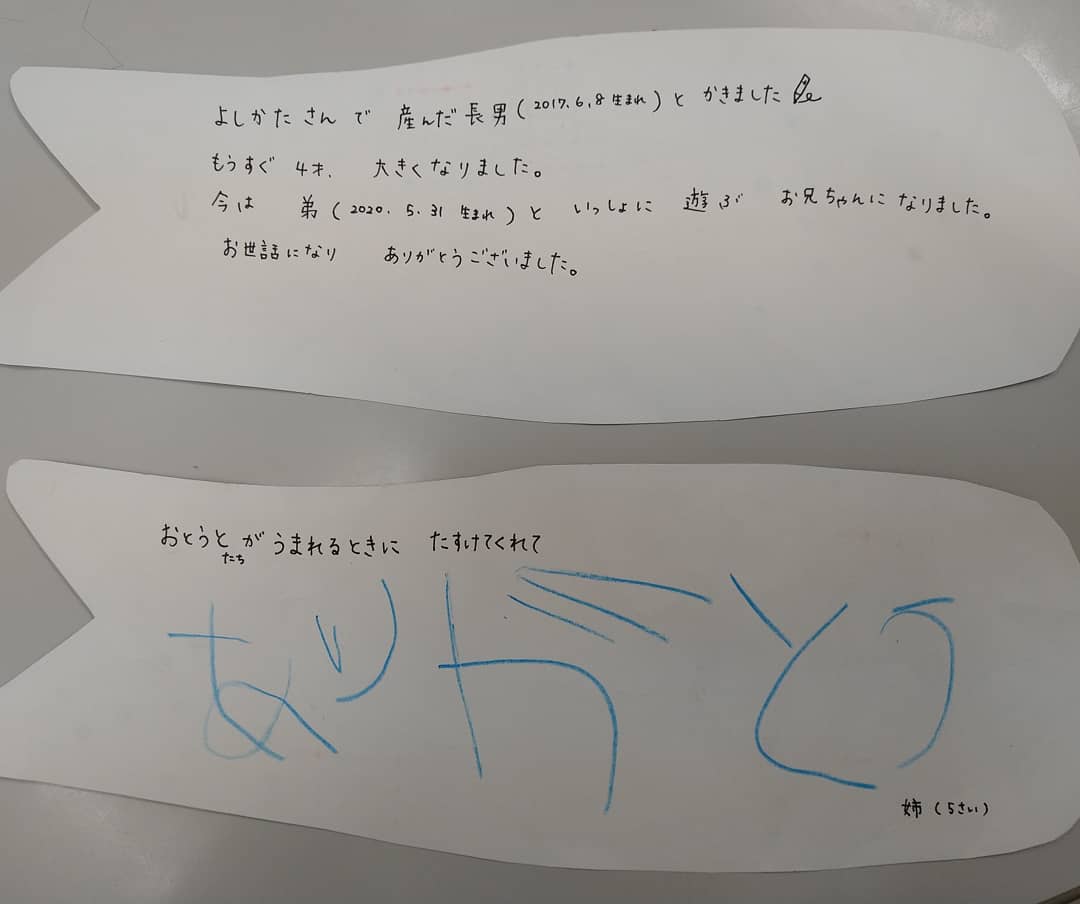 よしかたさんで 産んだ長男(2017.6.8生まれ)と かきました
もうすぐ 4才、 大きくなりました。
今は 弟(2020.5.31生まれ)と いっしょに 遊ぶ お兄ちゃんになりました。
お世話になり ありがとうございました。
おとうとが うまれるときに たすけてくれて
たち
ありがとう
姉(5さい)